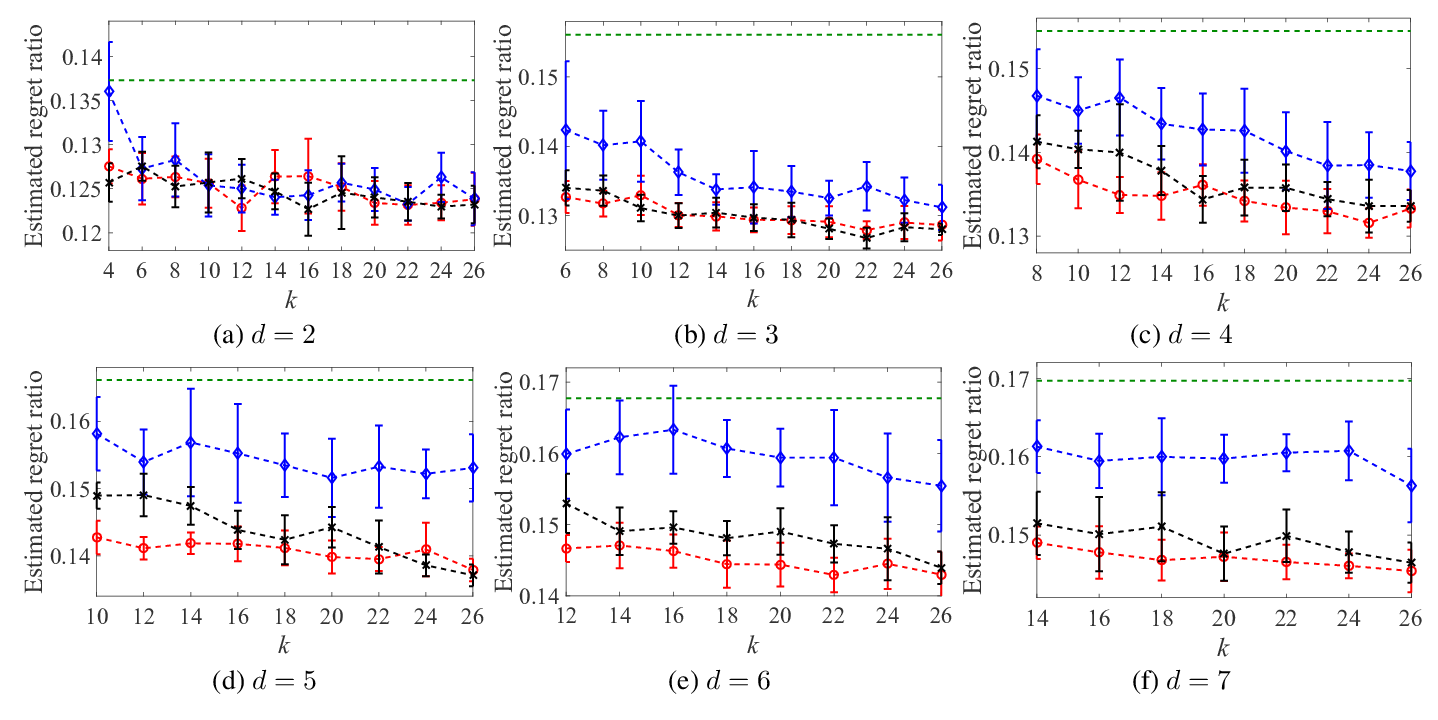 Estimated regret ratio
0.14
0.135
0.13
0.125
0.12
4 6 8 10 12 14 16 18 20 22 24 26
k
(a) d = 2
Estimated regret ratio
0.15
0.14
0.13
6 8 10 12 14 16 18 20 22 24 26
k
(b) d = 3
Estimated regret ratio
0.15
0.14
0.13
8 10 12 14 16 18 20 22 24 26
k
(c) d = 4
Estimated regret ratio
0.16
0.15
0.14
10 12 14 16 18 20 22 24 26
k
(d) d = 5
Estimated regret ratio
0.17
0.16
0.15
0.14
12 14 16 18 20 22 24 26
k
(e) d = 6
Estimated regret ratio
0.17
0.16
0.15
14 16 18 20 22 24 26
k
(f) d = 7